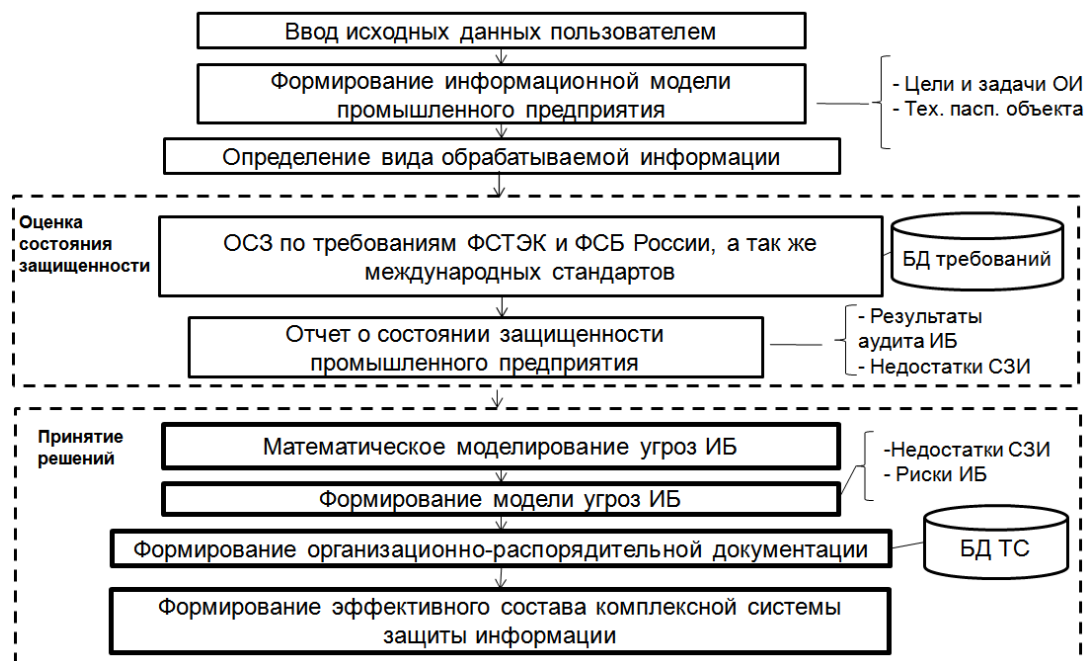 Ввод исходных данных пользователем
Формирование информационной модели
промышленного предприятия
- Цели и задачи ОИ
- Тех. пасп. объекта
Определение вида обрабатываемой информации
Оценка
состояния
защищенности
ОСЗ по требованиям ФСТЭК и ФСБ России, а так же
международных стандартов
БД требований
Отчет о состоянии защищенности
промышленного предприятия
- Результаты
аудита ИБ
- Недостатки СЗИ
Принятие
решений
Математическое моделирование угроз ИБ
Формирование модели угроз ИБ
-Недостатки СЗИ
- Риски ИБ
Формирование организационно-распорядительной документации
БД ТС
Формирование эффективного состава комплексной системы
защиты информации